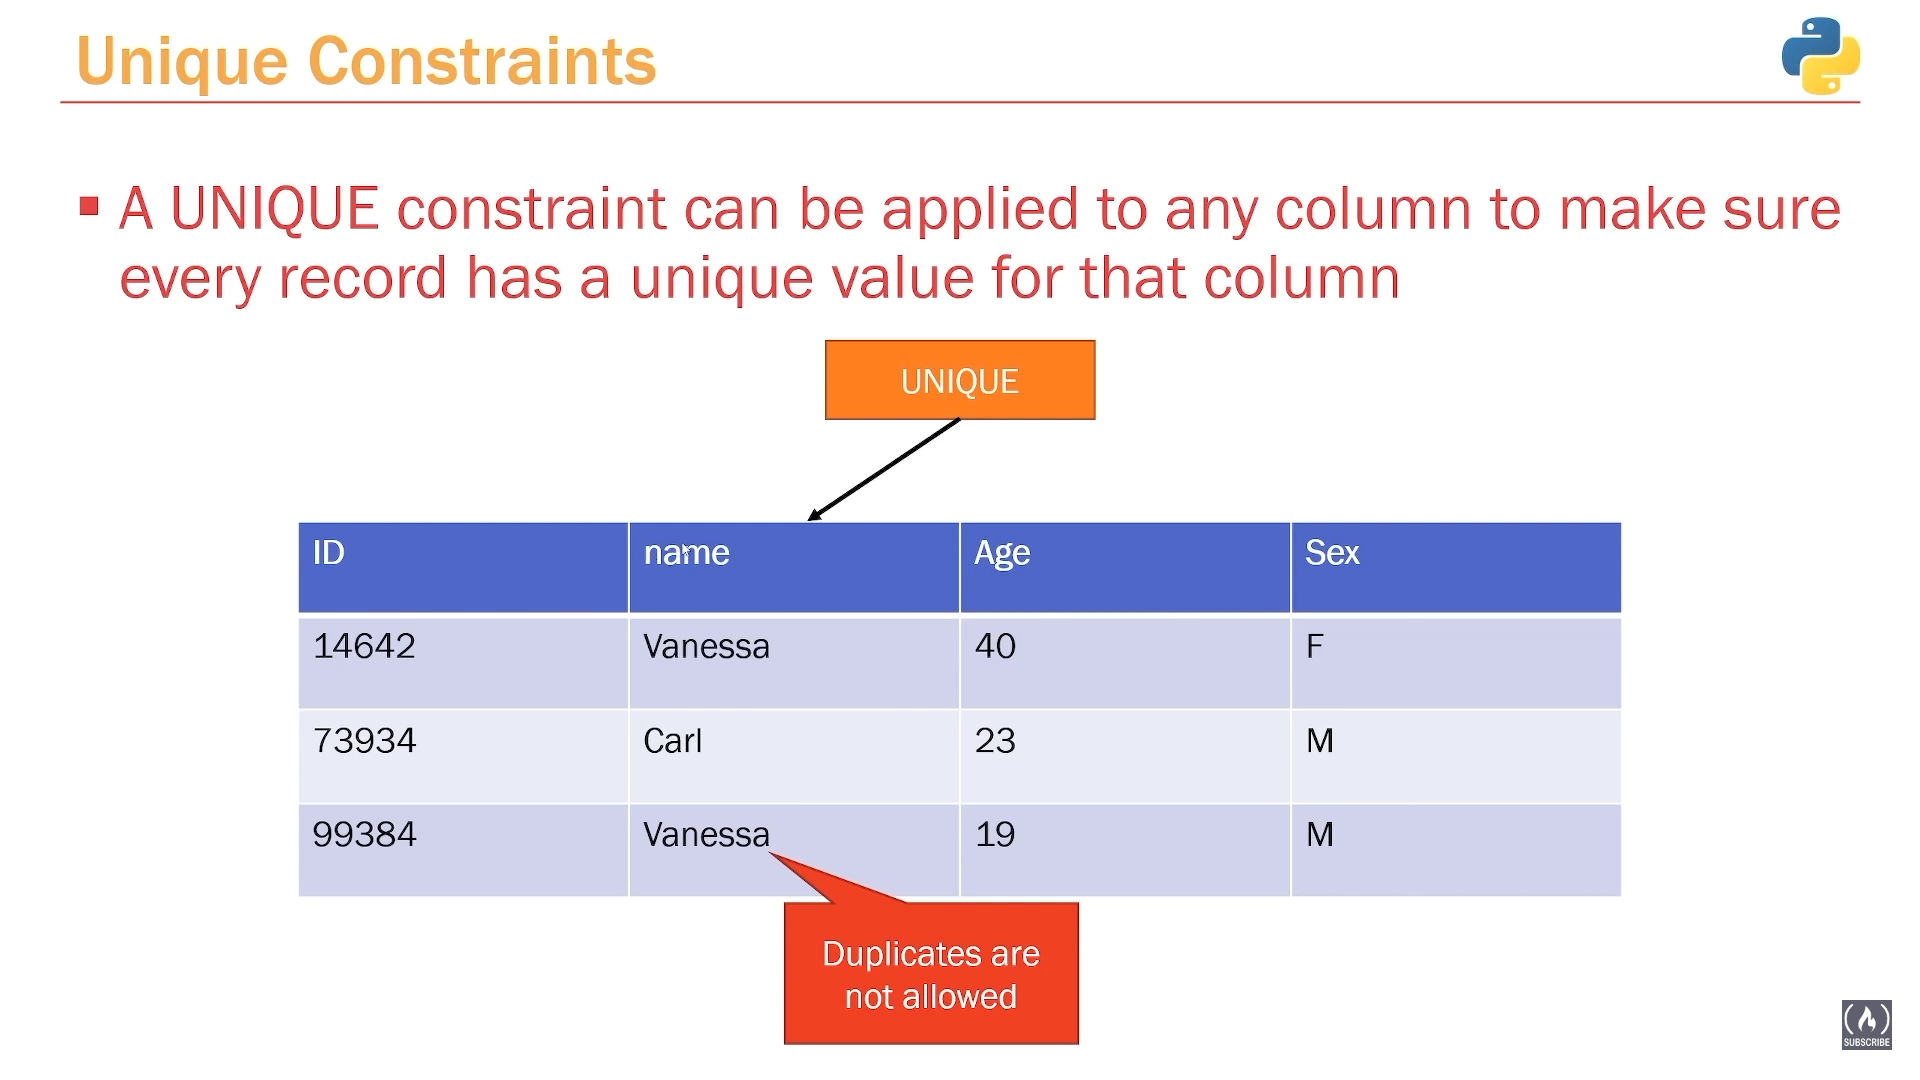 Unique Constraints
▪ A UNIQUE constraint can be applied to any column to make sure
every record has a unique value for that column
UNIQUE
ID name Age Sex
14642 Vanessa 40 F
73934 Carl 23 M
99384 Vanessa 19 M
Duplicates are
not allowed
SUBSCRIBE